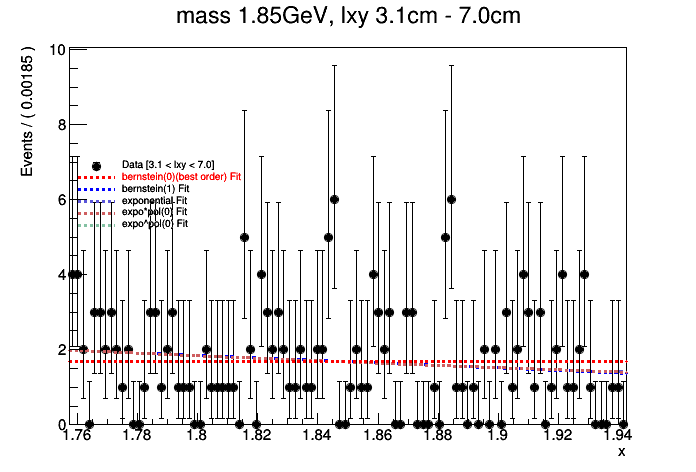 mass 1.85GeV, lxy 3.1cm - 7.0cm
Events / ( 0.00185 )
10
8
6
4
2
0
Data [3.1 < lxy < 7.0]
bernstein(0)(best order) Fit
bernstein(1) Fit
exponential Fit
expo*pol(0) Fit
expo^pol(0) Fit
1.76 1.78 1.8 1.82 1.84 1.86 1.88 1.9 1.92 1.94
x